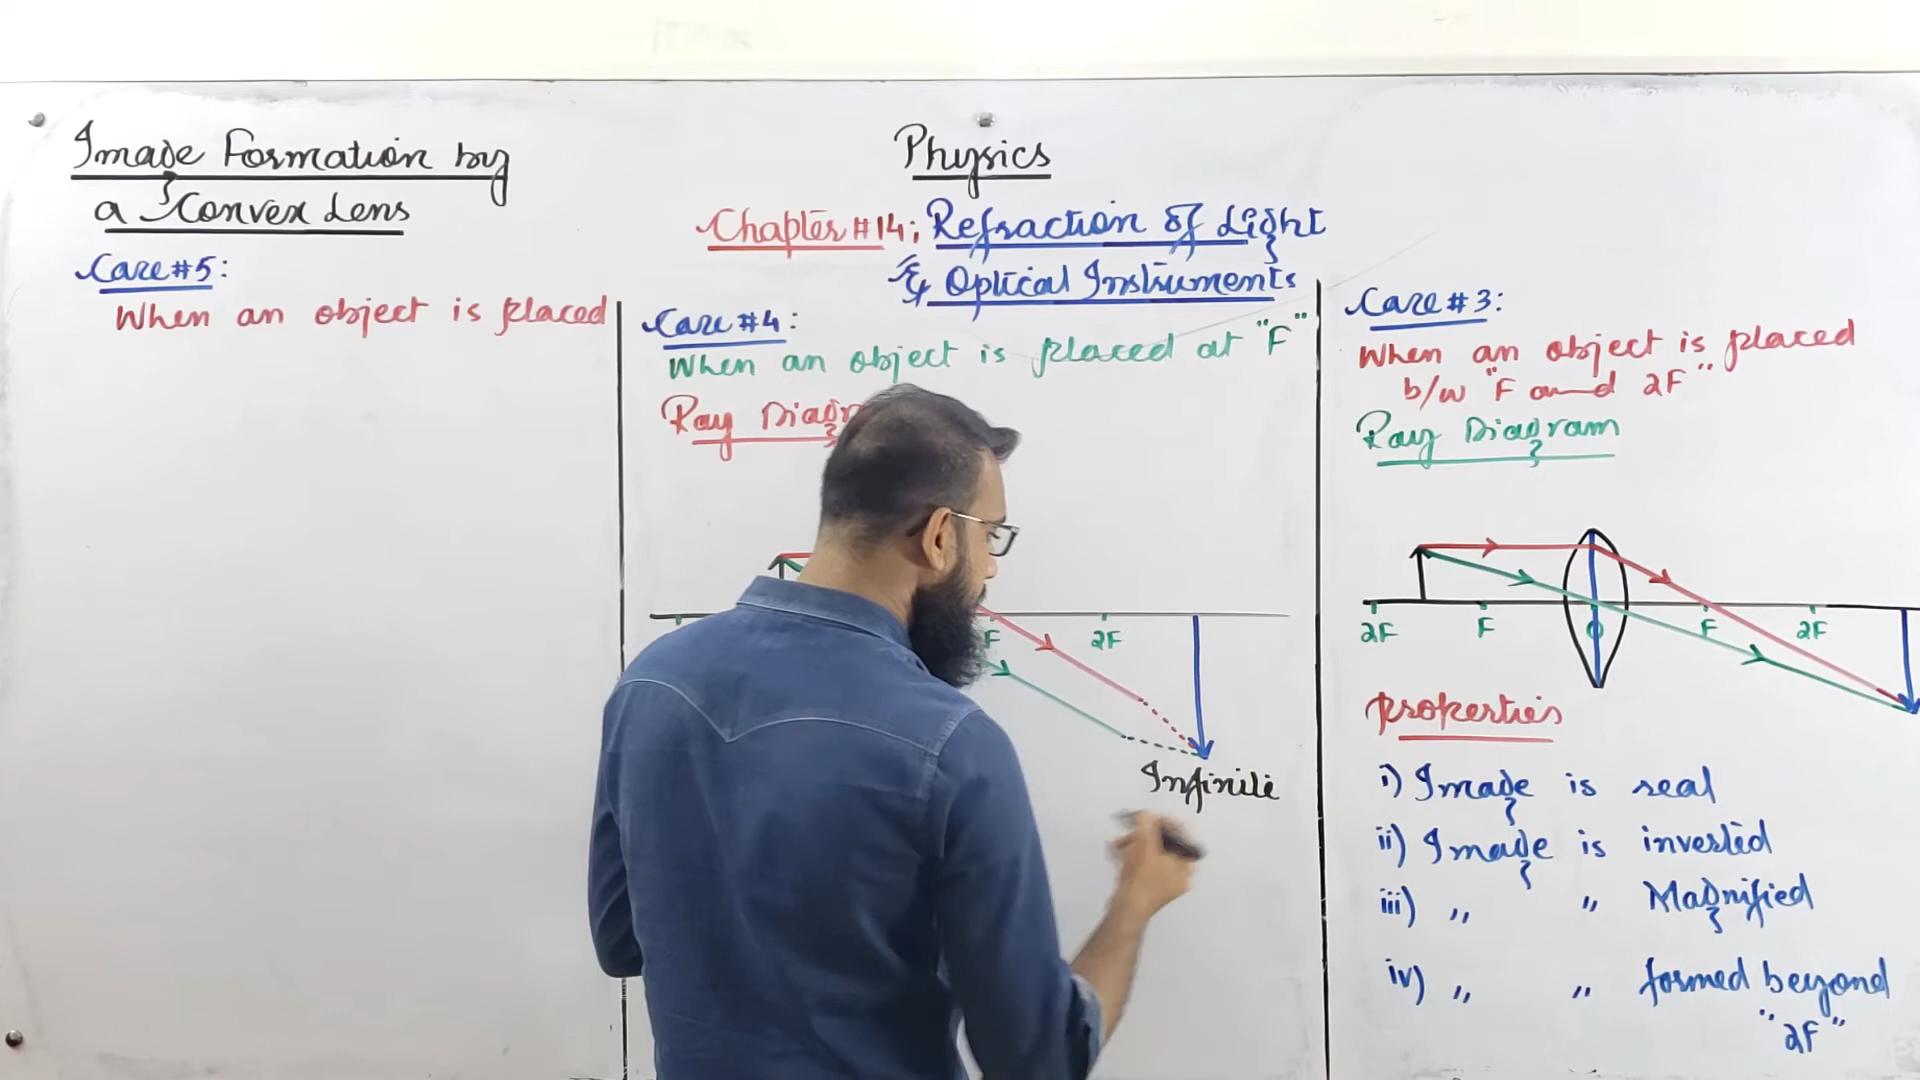 Image Formation by
a Convex Lens
Case#5:
When an object is placed
Physics
Chapter #14; Refraction of Light
& Optical Instruments
Case #4:
When an object is placed at "F"
Ray
F
2F
Infinite
Case #3:
When an object is placed
b/w "F and 2F"
Ray Diagram
2F
F
O
F
2F
Properties
i) Image is real
ii) Image is inverted
iii) " " Magnified
iv) " " formed beyond
"2F"